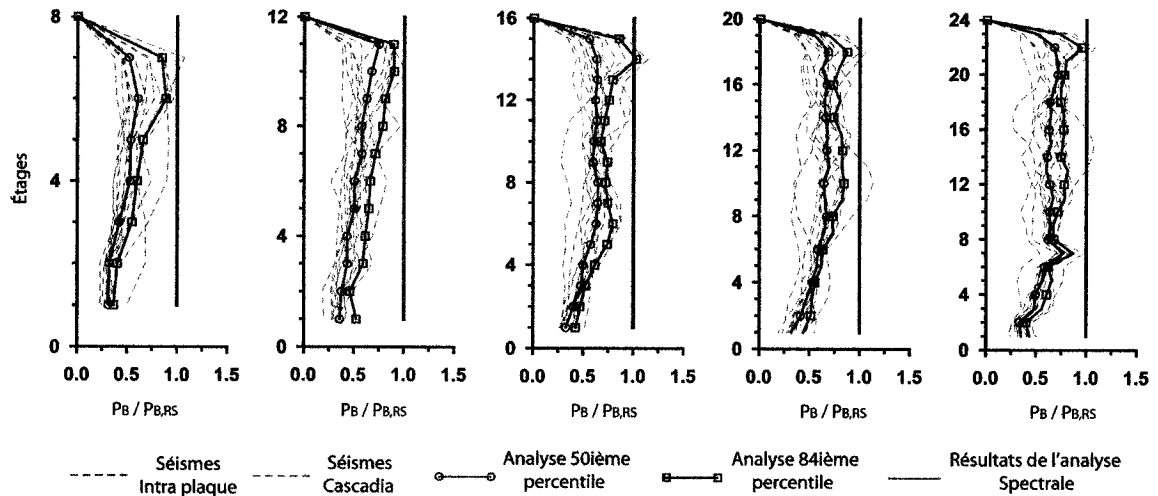 8
4
0
Étages
0.0 0.5 1.0 1.5
PB / PB,RS
12
8
4
0
0.0 0.5 1.0 1.5
PB / PB,RS
16
12
8
4
0
0.0 0.5 1.0 1.5
PB / PB,RS
20
16
12
8
4
0
0.0 0.5 1.0 1.5
PB / PB,RS
24
20
16
12
8
4
0
0.0 0.5 1.0 1.5
PB / PB,RS
Séismes
Intra plaque
Séismes
Cascadia
Analyse 50ième
percentile
Analyse 84ième
percentile
Résultats de l'analyse
Spectrale